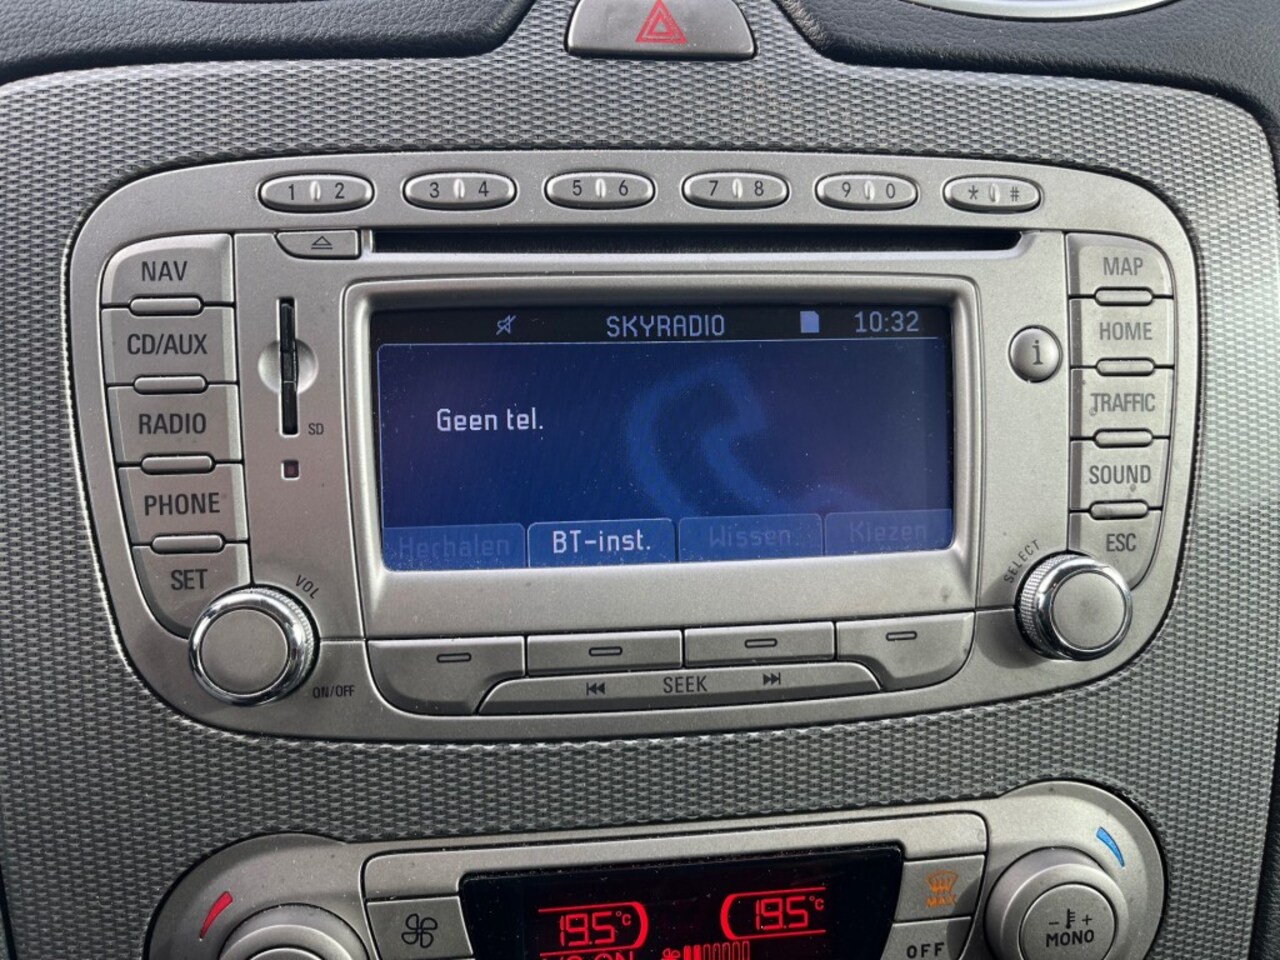 1 2 3 4 5 6 7 8 9 0 * #
NAV
CD/AUX
RADIO
PHONE
SET
SD
VOL
ON/OFF
SKYRADIO 10:32
Geen tel.
Herhalen BT-inst. Wissen Kiezen
i
MAP
HOME
TRAFFIC
SOUND
ESC
SELECT
SEEK
19.5°C 19.5°C
MAX
OFF
- +
MONO